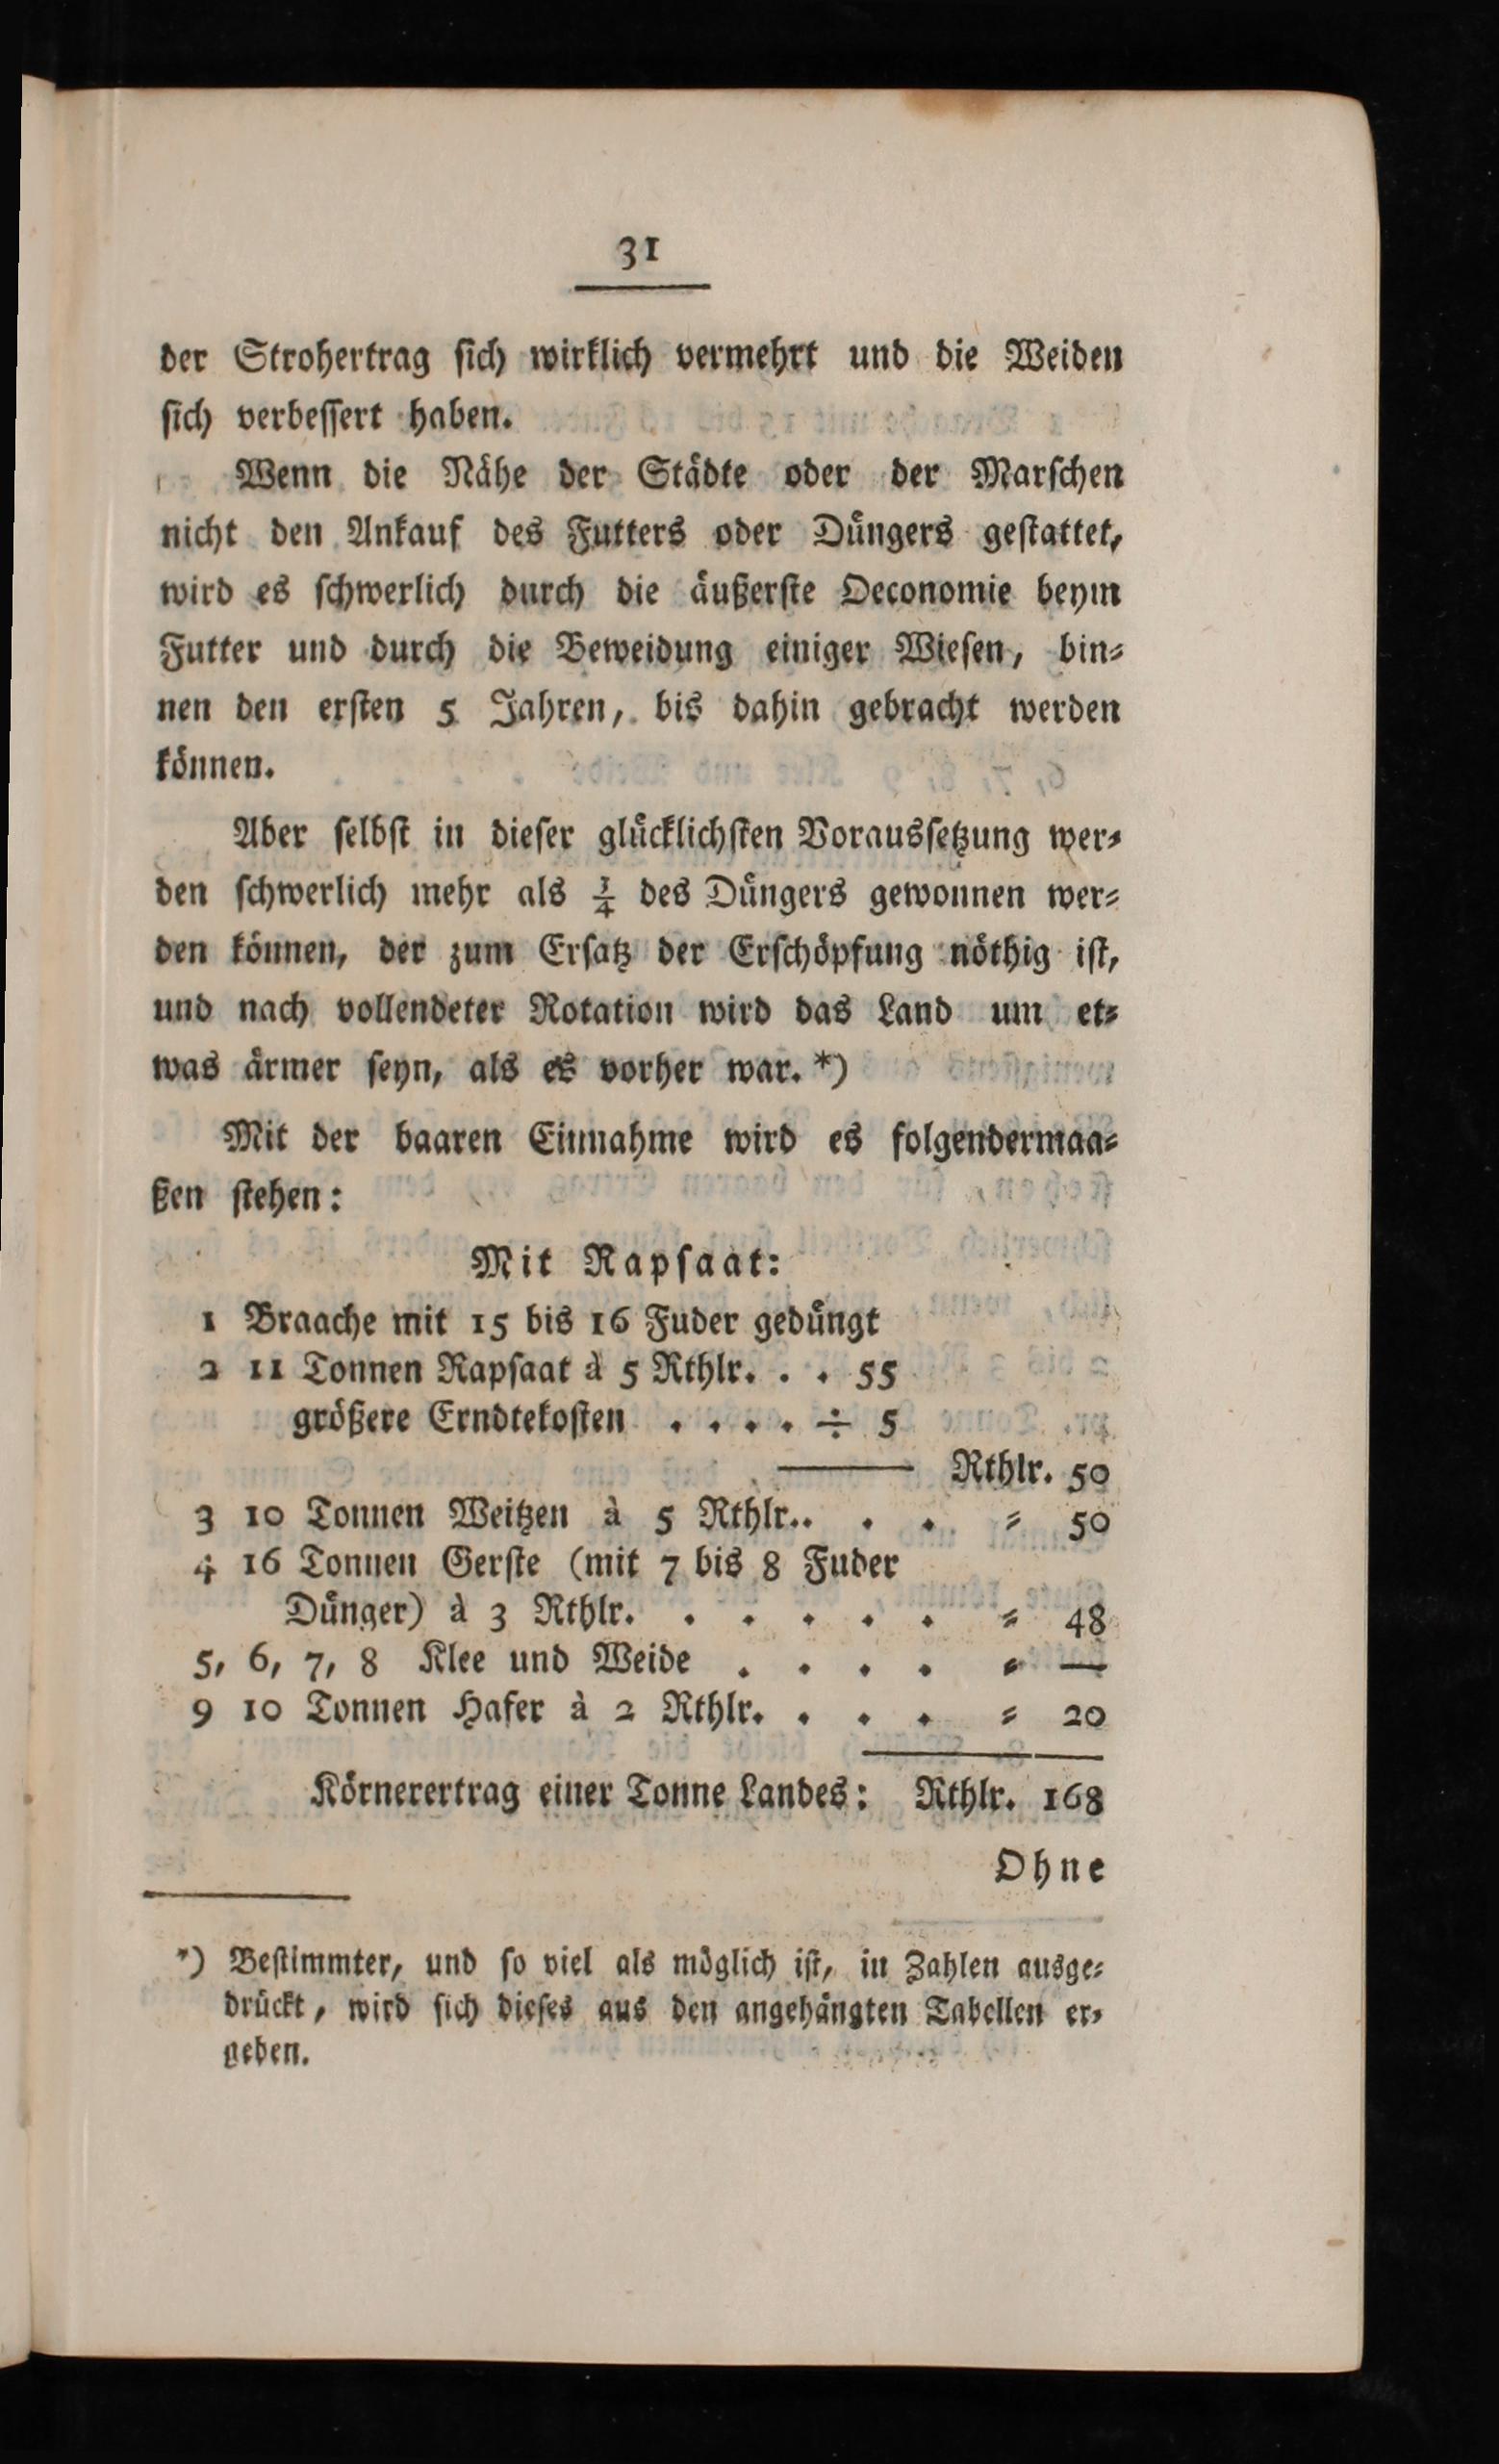 31
der Strohertrag ſich wirklich vermehrt und die Weiden
ſich verbeſſert haben.
Wenn die Nähe der Städte oder der Marſchen
nicht den Ankauf des Futters oder Düngers geſtattet,
wird es ſchwerlich durch die äußerſte Oeconomie beym
Futter und durch die Beweidung einiger Wieſen, bin⸗
nen den erſten 5 Jahren, bis dahin gebracht werden
können.
Aber ſelbſt in dieſer glücklichſten Vorausſetzung wer⸗
den ſchwerlich mehr als ¾ des Düngers gewonnen wer⸗
den können, der zum Erſatz der Erſchöpfung nöthig iſt,
und nach vollendeter Rotation wird das Land um et⸗
was ärmer ſeyn, als es vorher war. *)
Mit der baaren Einnahme wird es folgendermaa⸗
ßen ſtehen:
Mit Rapſaat:
1 Braache mit 15 bis 16 Fuder gedüngt
2 11 Tonnen Rapſaat à 5 Rthlr. . . 55
größere Erndtekoſten . . . . ÷ 5
Rthlr. 50
3 10 Tonnen Weitzen à 5 Rthlr.. . . ⸗ 50
4 16 Tonnen Gerſte (mit 7 bis 8 Fuder
Dünger) à 3 Rthlr. . . . . . ⸗ 48
5, 6, 7, 8 Klee und Weide . . . . ⸗ —
9 10 Tonnen Hafer à 2 Rthlr. . . . ⸗ 20
Körnerertrag einer Tonne Landes: Rthlr. 168
Ohne
*) Beſtimmter, und ſo viel als möglich iſt, in Zahlen ausge⸗
drückt, wird ſich dieſes aus den angehängten Tabellen er⸗
geben.